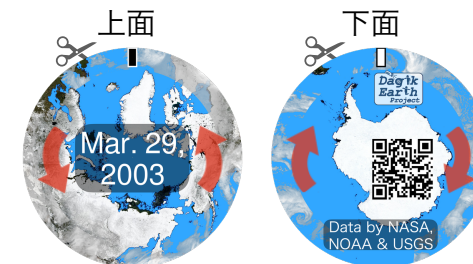 上面
下面
Mar. 29,
2003
Dagik
Earth
Project
Data by NASA,
NOAA & USGS